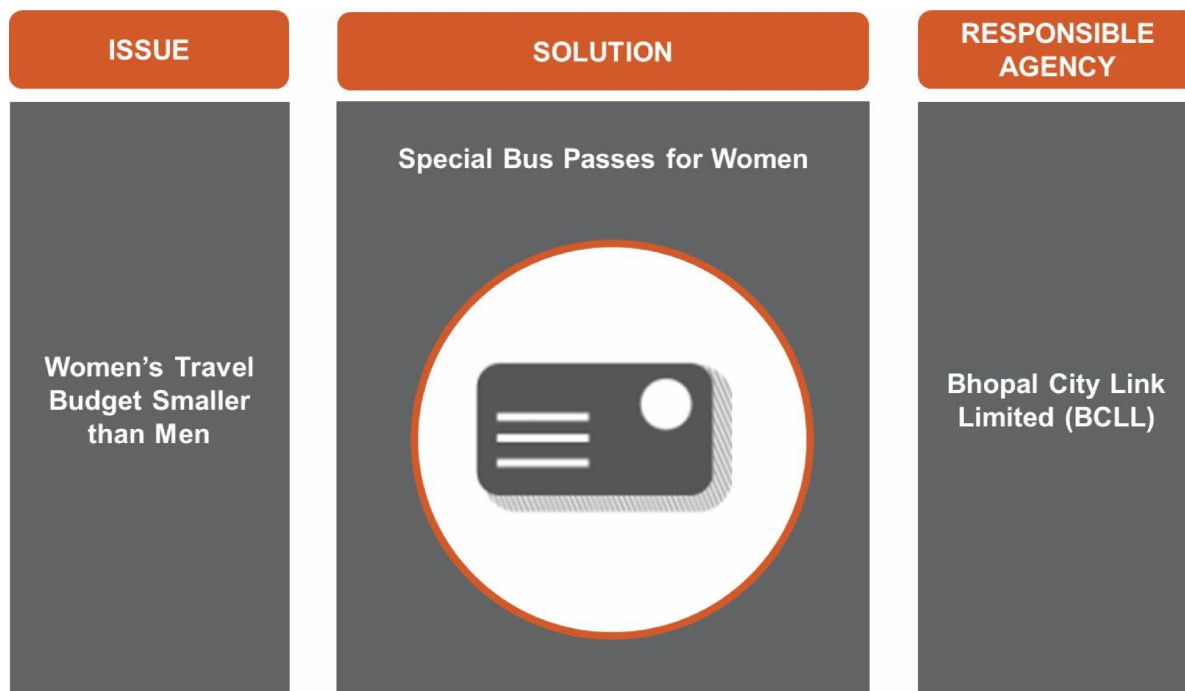 ISSUE
SOLUTION
RESPONSIBLE
AGENCY
Special Bus Passes for Women
Women’s Travel
Budget Smaller
than Men
Bhopal City Link
Limited (BCLL)